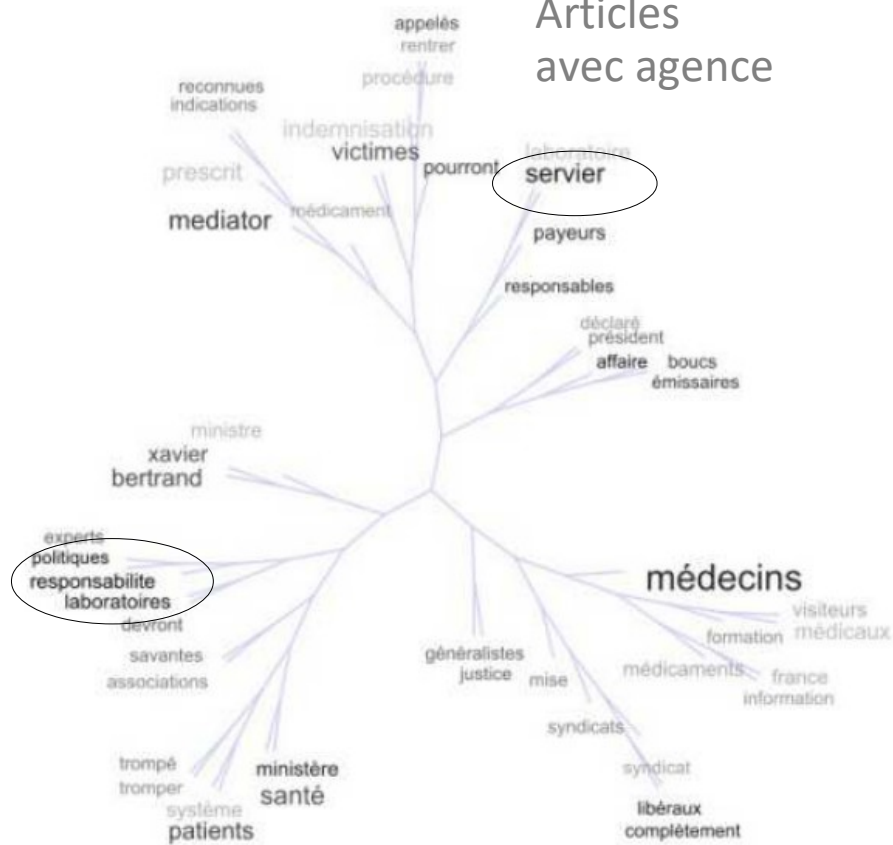 Articles
avec agence
appelés
rentrer
procédure
reconnues
indications
indemnisation
victimes
pourront
laboratoire
servier
prescrit
médicament
mediator
payeurs
responsables
déclaré
président
affaire
boucs
émissaires
ministre
xavier
bertrand
experts
politiques
responsabilite
laboratoires
devront
savantes
associations
trompé
tromper
système
patients
ministère
santé
généralistes
justice
mise
médecins
visiteurs
médicaux
formation
médicaments
france
information
syndicats
syndicat
libéraux
complètement